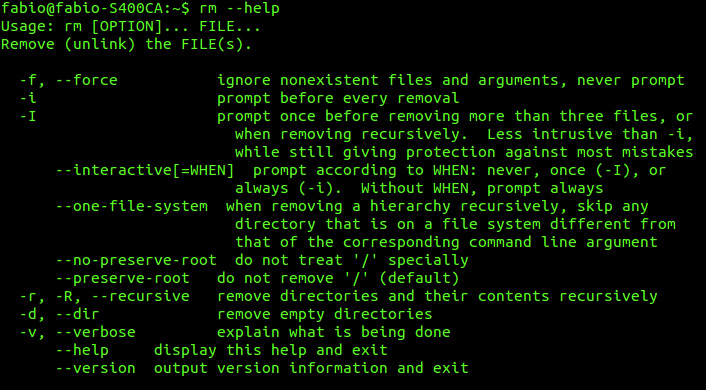 fabio@fabio-S400CA:~$ rm --help
Usage: rm [OPTION]... FILE...
Remove (unlink) the FILE(s).

  -f, --force           ignore nonexistent files and arguments, never prompt
  -i                    prompt before every removal
  -I                    prompt once before removing more than three files, or
                          when removing recursively.  Less intrusive than -i,
                          while still giving protection against most mistakes
      --interactive[=WHEN]  prompt according to WHEN: never, once (-I), or
                          always (-i).  Without WHEN, prompt always
      --one-file-system  when removing a hierarchy recursively, skip any
                          directory that is on a file system different from
                          that of the corresponding command line argument
      --no-preserve-root  do not treat '/' specially
      --preserve-root   do not remove '/' (default)
  -r, -R, --recursive   remove directories and their contents recursively
  -d, --dir             remove empty directories
  -v, --verbose         explain what is being done
      --help     display this help and exit
      --version  output version information and exit